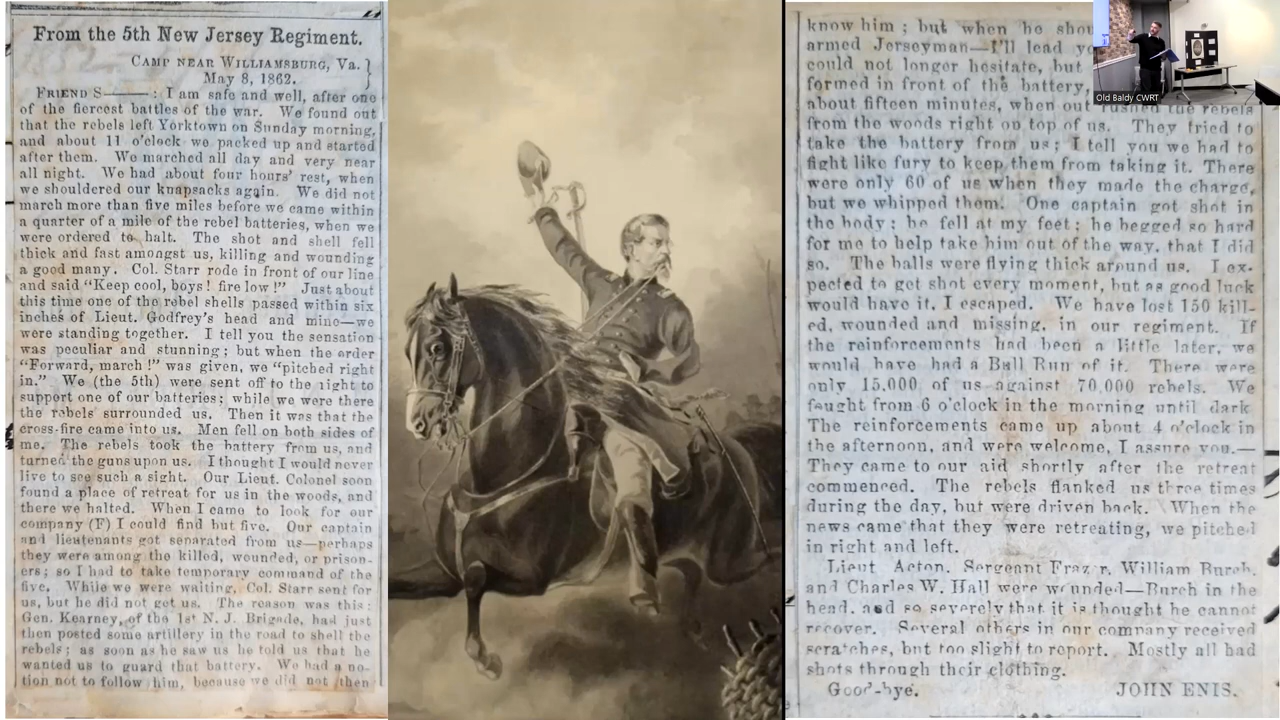 From the 5th New Jersey Regiment.
CAMP NEAR WILLIAMSBURG, Va. }
May 8, 1862.
FRIEND S———: I am safe and well, after one
of the fiercest battles of the war. We found out
that the rebels left Yorktown on Sunday morning,
and about 11 o'clock we packed up and started
after them. We marched all day and very near
all night. We had about four hours' rest, when
we shouldered our knapsacks again. We did not
march more than five miles before we came within
a quarter of a mile of the rebel batteries, when we
were ordered to halt. The shot and shell fell
thick and fast amongst us, killing and wounding
a good many. Col. Starr rode in front of our line
and said "Keep cool, boys! fire low!" Just about
this time one of the rebel shells passed within six
inches of Lieut. Godfrey's head and mine—we
were standing together. I tell you the sensation
was peculiar and stunning; but when the order
"Forward, march!" was given, we "pitched right
in." We (the 5th) were sent off to the right to
support one of our batteries; while we were there
the rebels surrounded us. Then it was that the
cross-fire came into us. Men fell on both sides of
me. The rebels took the battery from us, and
turned the guns upon us. I thought I would never
live to see such a sight. Our Lieut. Colonel soon
found a place of retreat for us in the woods, and
there we halted. When I came to look for our
company (F) I could find but five. Our captain
and lieutenants got separated from us—perhaps
they were among the killed, wounded, or prison-
ers; so I had to take temporary command of the
five. While we were waiting, Col. Starr sent for
us, but he did not get us. The reason was this:
Gen. Kearney, of the 1st N. J. Brigade, had just
then posted some artillery in the road to shell the
rebels; as soon as he saw us he told us that he
wanted us to guard that battery. We had a no-
tion not to follow him, because we did not then
know him; but when he shou
armed Jerseyman—I'll lead yo
could not longer hesitate, but
formed in front of the battery,
about fifteen minutes, when out rushed the rebels
from the woods right on top of us. They tried to
take the battery from us; I tell you we had to
fight like fury to keep them from taking it. There
were only 60 of us when they made the charge,
but we whipped them. One captain got shot in
the body; he fell at my feet; he begged so hard
for me to help take him out of the way, that I did
so. The balls were flying thick around us. I ex-
pected to get shot every moment, but as good luck
would have it, I escaped. We have lost 150 kill-
ed, wounded and missing, in our regiment. If
the reinforcements had been a little later, we
would have had a Bull Run of it. There were
only 15,000 of us against 70,000 rebels. We
faught from 6 o'clock in the morning until dark
The reinforcements came up about 4 o'clock in
the afternoon, and were welcome, I assure you.—
They came to our aid shortly after the retreat
commenced. The rebels flanked us three times
during the day, but were driven back. When the
news came that they were retreating, we pitched
in right and left.
Lieut. Acton, Sergeant Frazer, William Burch,
and Charles W. Hall were wounded—Burch in the
head, and so severely that it is thought he cannot
recover. Several others in our company received
scratches, but too slight to report. Mostly all had
shots through their clothing.
Good-bye. JOHN ENIS.
Old Baldy CWRT